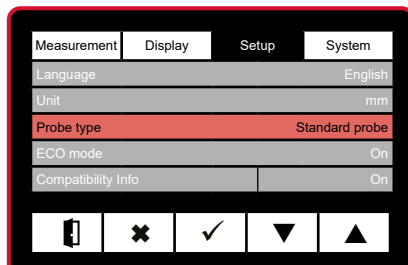 Measurement Display Setup System
Language English
Unit mm
Probe type Standard probe
ECO mode On
Compatibility Info On